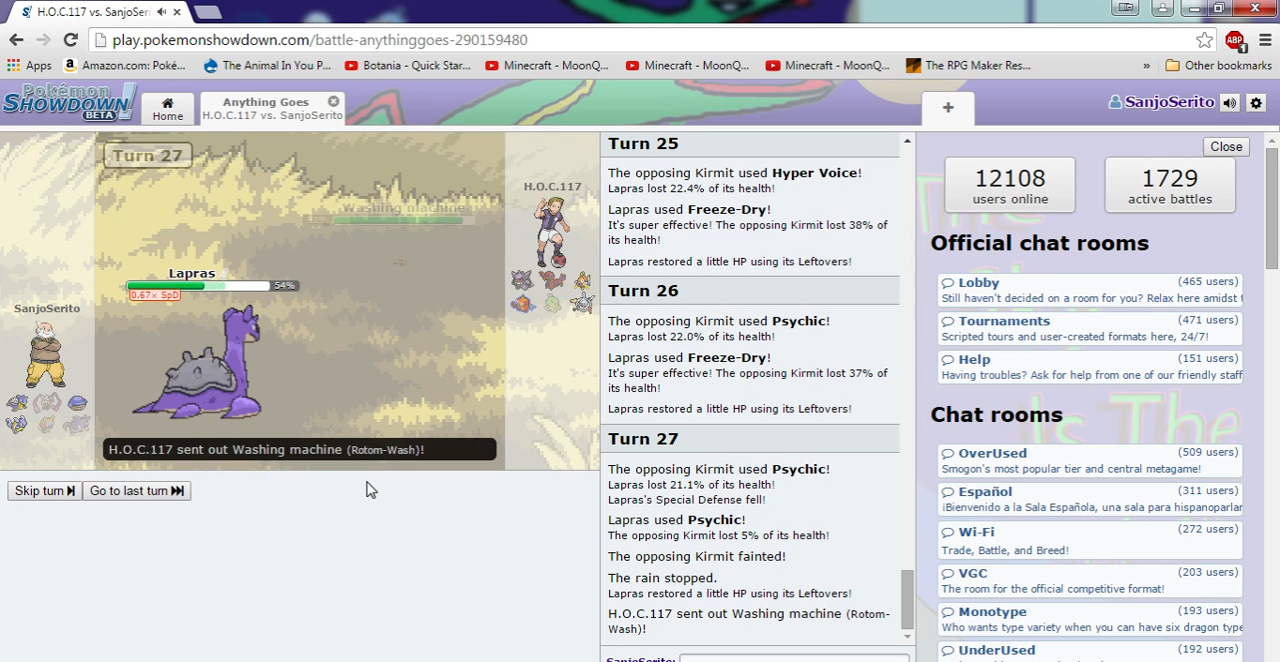 H.O.C.117 vs. SanjoSeri
play.pokemonshowdown.com/battle-anythinggoes-290159480
Apps
Amazon.com: Poké...
The Animal In You P...
Botania - Quick Star...
Minecraft - MoonQ...
Minecraft - MoonQ...
Minecraft - MoonQ...
The RPG Maker Res...
»
Other bookmarks
ABP
1
Pokémon
SHOWDOWN!
BETA
Home
Anything Goes
H.O.C.117 vs. SanjoSerito
+
SanjoSerito
Turn 27
H.O.C.117
Washing machine
Lapras
54%
0.67× SpD
SanjoSerito
H.O.C.117 sent out Washing machine (Rotom-Wash)!
Skip turn
Go to last turn
Turn 25
The opposing Kirmit used Hyper Voice!
Lapras lost 22.4% of its health!
Lapras used Freeze-Dry!
It's super effective! The opposing Kirmit lost 38% of
its health!
Lapras restored a little HP using its Leftovers!
Turn 26
The opposing Kirmit used Psychic!
Lapras lost 22.0% of its health!
Lapras used Freeze-Dry!
It's super effective! The opposing Kirmit lost 37% of
its health!
Lapras restored a little HP using its Leftovers!
Turn 27
The opposing Kirmit used Psychic!
Lapras lost 21.1% of its health!
Lapras's Special Defense fell!
Lapras used Psychic!
The opposing Kirmit lost 5% of its health!
The opposing Kirmit fainted!
The rain stopped.
Lapras restored a little HP using its Leftovers!
H.O.C.117 sent out Washing machine (Rotom-
Wash)!
SanjoSerito:
Close
12108
users online
1729
active battles
Official chat rooms
Lobby
(465 users)
Still haven't decided on a room for you? Relax here amidst t
Tournaments
(471 users)
Scripted tours and user-created formats here, 24/7!
Help
(151 users)
Having troubles? Ask for help from one of our friendly staff
Chat rooms
OverUsed
(509 users)
Smogon's most popular tier and central metagame!
Español
(311 users)
¡Bienvenido a la Sala Española, una sala para hispanoparlar
Wi-Fi
(272 users)
Trade, Battle, and Breed!
VGC
(203 users)
The room for the official competitive format!
Monotype
(193 users)
Who wants type variety when you can have six dragon type
UnderUsed
(192 users)
Is The